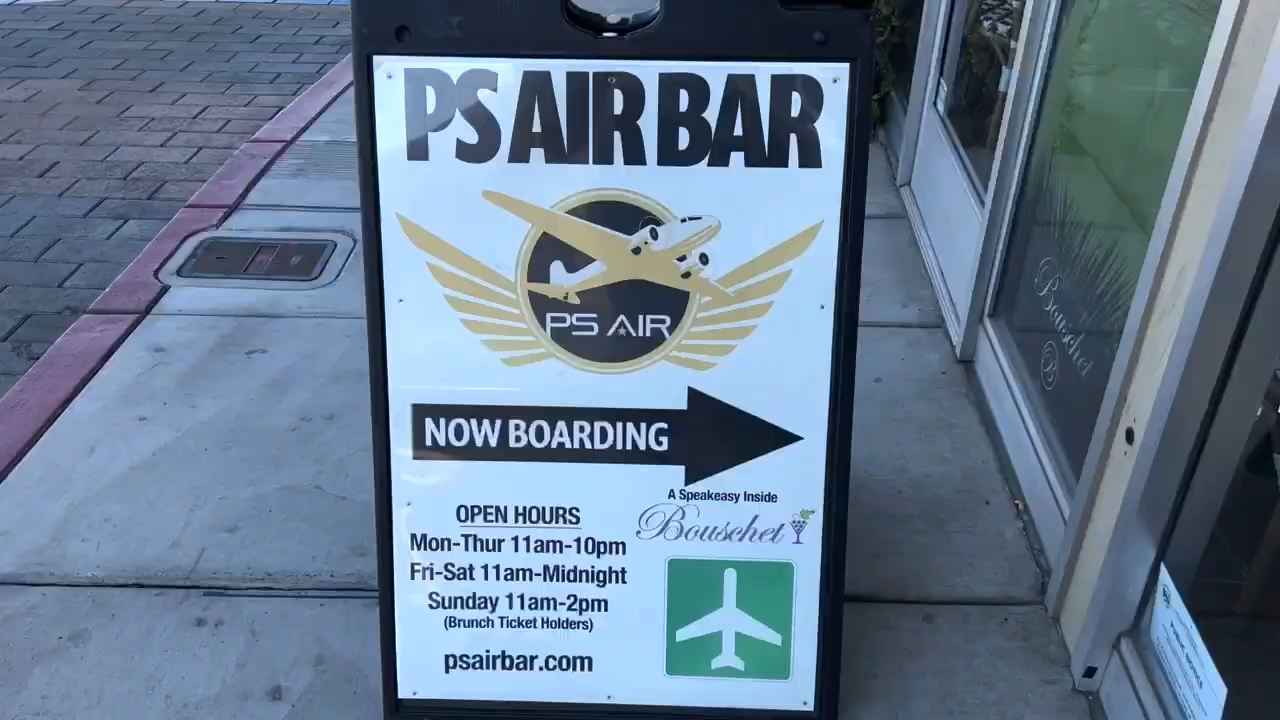 PS AIR BAR
PS AIR
NOW BOARDING
A Speakeasy Inside
Bouschet
OPEN HOURS
Mon-Thur 11am-10pm
Fri-Sat 11am-Midnight
Sunday 11am-2pm
(Brunch Ticket Holders)
psairbar.com
Bouschet
B